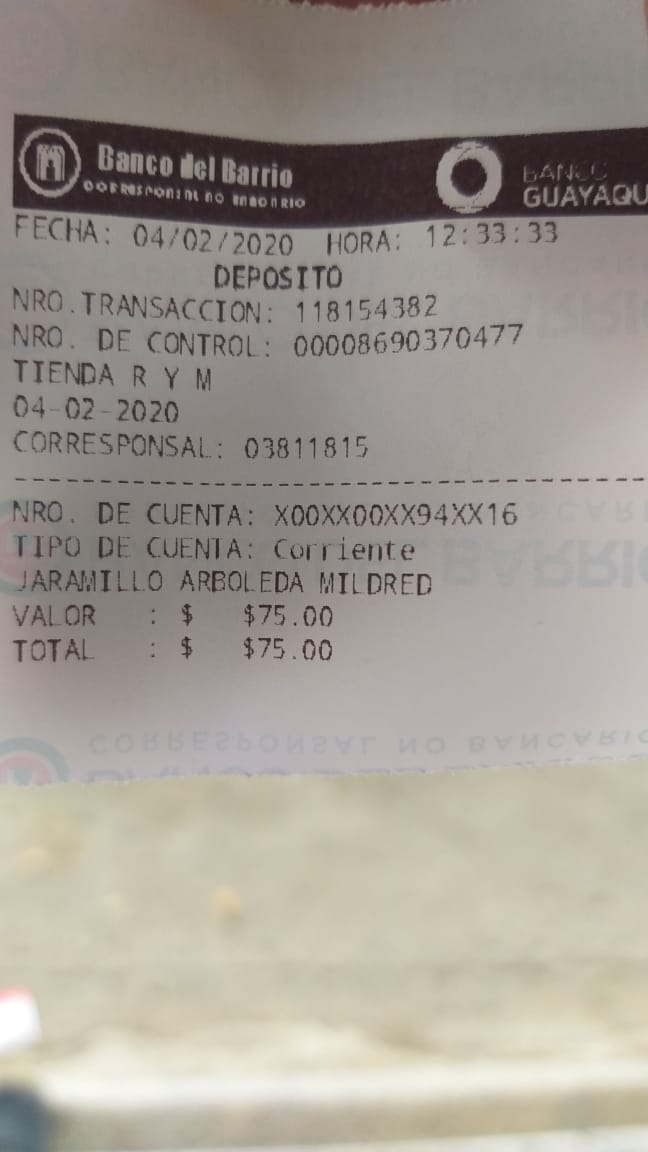 Banco del Barrio
CORRESPONSAL NO BANCARIO
BANCO
GUAYAQU
FECHA: 04/02/2020 HORA: 12:33:33
DEPOSITO
NRO.TRANSACCION: 118154382
NRO. DE CONTROL: 00008690370477
TIENDA R Y M
04-02-2020
CORRESPONSAL: 03811815
NRO. DE CUENTA: X00XX00XX94XX16
TIPO DE CUENTA: Corriente
JARAMILLO ARBOLEDA MILDRED
VALOR : $ $75.00
TOTAL : $ $75.00
CORRESPONSAL NO BANCARIO